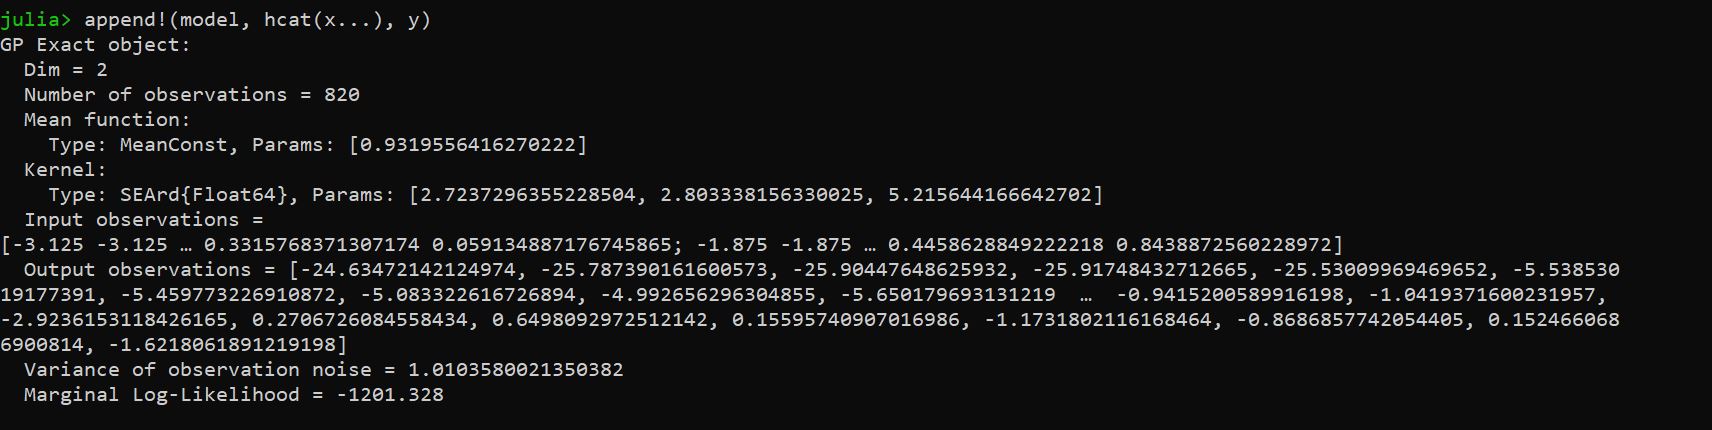 julia> append!(model, hcat(x...), y)
GP Exact object:
  Dim = 2
  Number of observations = 820
  Mean function:
    Type: MeanConst, Params: [0.9319556416270222]
  Kernel:
    Type: SEArd{Float64}, Params: [2.7237296355228504, 2.803338156330025, 5.215644166642702]
  Input observations =
[-3.125 -3.125 … 0.3315768371307174 0.059134887176745865; -1.875 -1.875 … 0.4458628849222218 0.8438872560228972]
  Output observations = [-24.63472142124974, -25.787390161600573, -25.90447648625932, -25.91748432712665, -25.53009969469652, -5.538530
19177391, -5.459773226910872, -5.083322616726894, -4.992656296304855, -5.650179693131219  …  -0.9415200589916198, -1.0419371600231957,
-2.9236153118426165, 0.2706726084558434, 0.6498092972512142, 0.15595740907016986, -1.1731802116168464, -0.8686857742054405, 0.152466068
6900814, -1.6218061891219198]
  Variance of observation noise = 1.0103580021350382
  Marginal Log-Likelihood = -1201.328